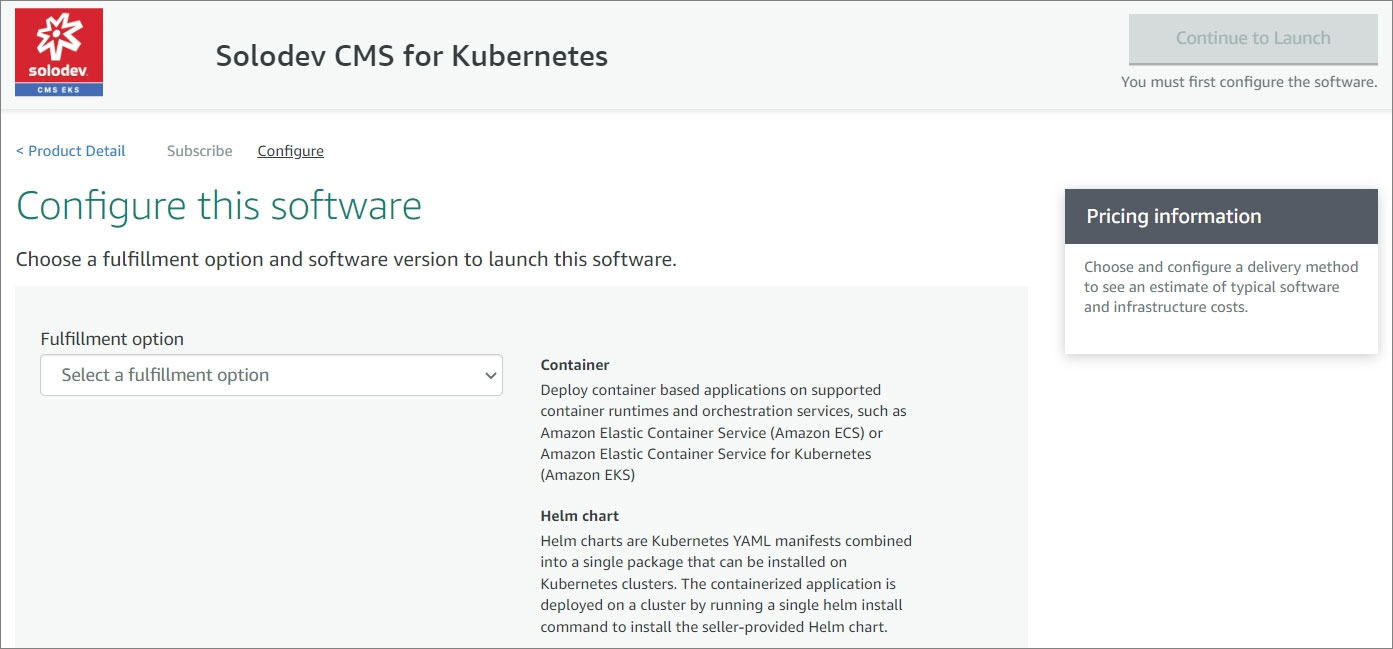 solodev.
CMS EKS
Solodev CMS for Kubernetes
Continue to Launch
You must first configure the software.
< Product Detail
Subscribe
Configure
Configure this software
Choose a fulfillment option and software version to launch this software.
Fulfillment option
Select a fulfillment option
Container
Deploy container based applications on supported
container runtimes and orchestration services, such as
Amazon Elastic Container Service (Amazon ECS) or
Amazon Elastic Container Service for Kubernetes
(Amazon EKS)
Helm chart
Helm charts are Kubernetes YAML manifests combined
into a single package that can be installed on
Kubernetes clusters. The containerized application is
deployed on a cluster by running a single helm install
command to install the seller-provided Helm chart.
Pricing information
Choose and configure a delivery method
to see an estimate of typical software
and infrastructure costs.